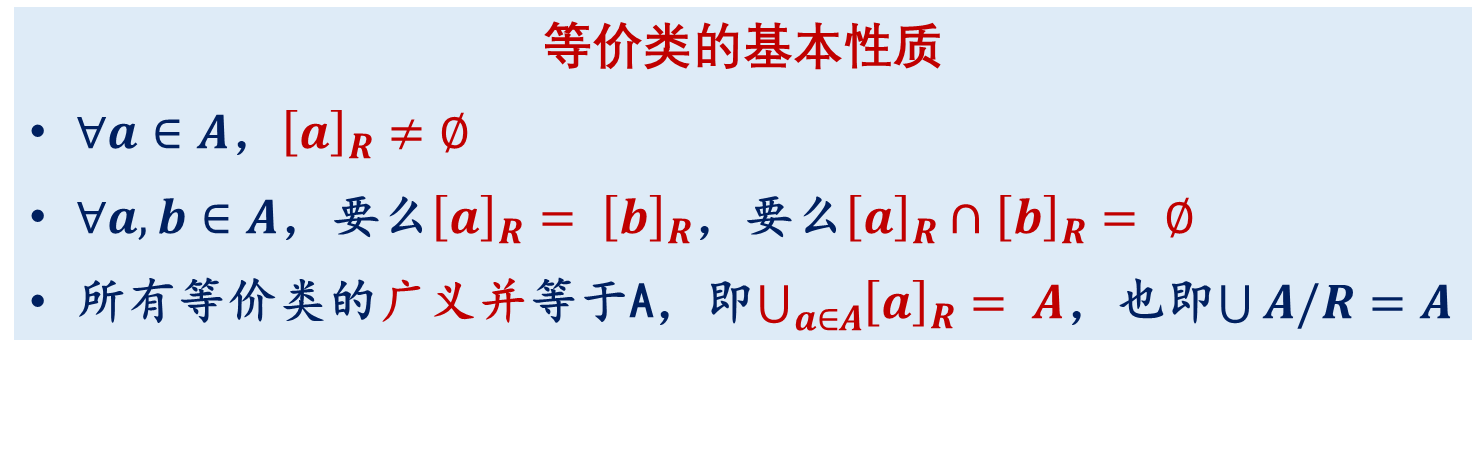 等价类的基本性质
• ∀a ∈ A，[a]_R ≠ ∅
• ∀a, b ∈ A，要么[a]_R = [b]_R，要么[a]_R ∩ [b]_R = ∅
• 所有等价类的广义并等于A，即⋃_{a∈A}[a]_R = A，也即⋃ A/R = A